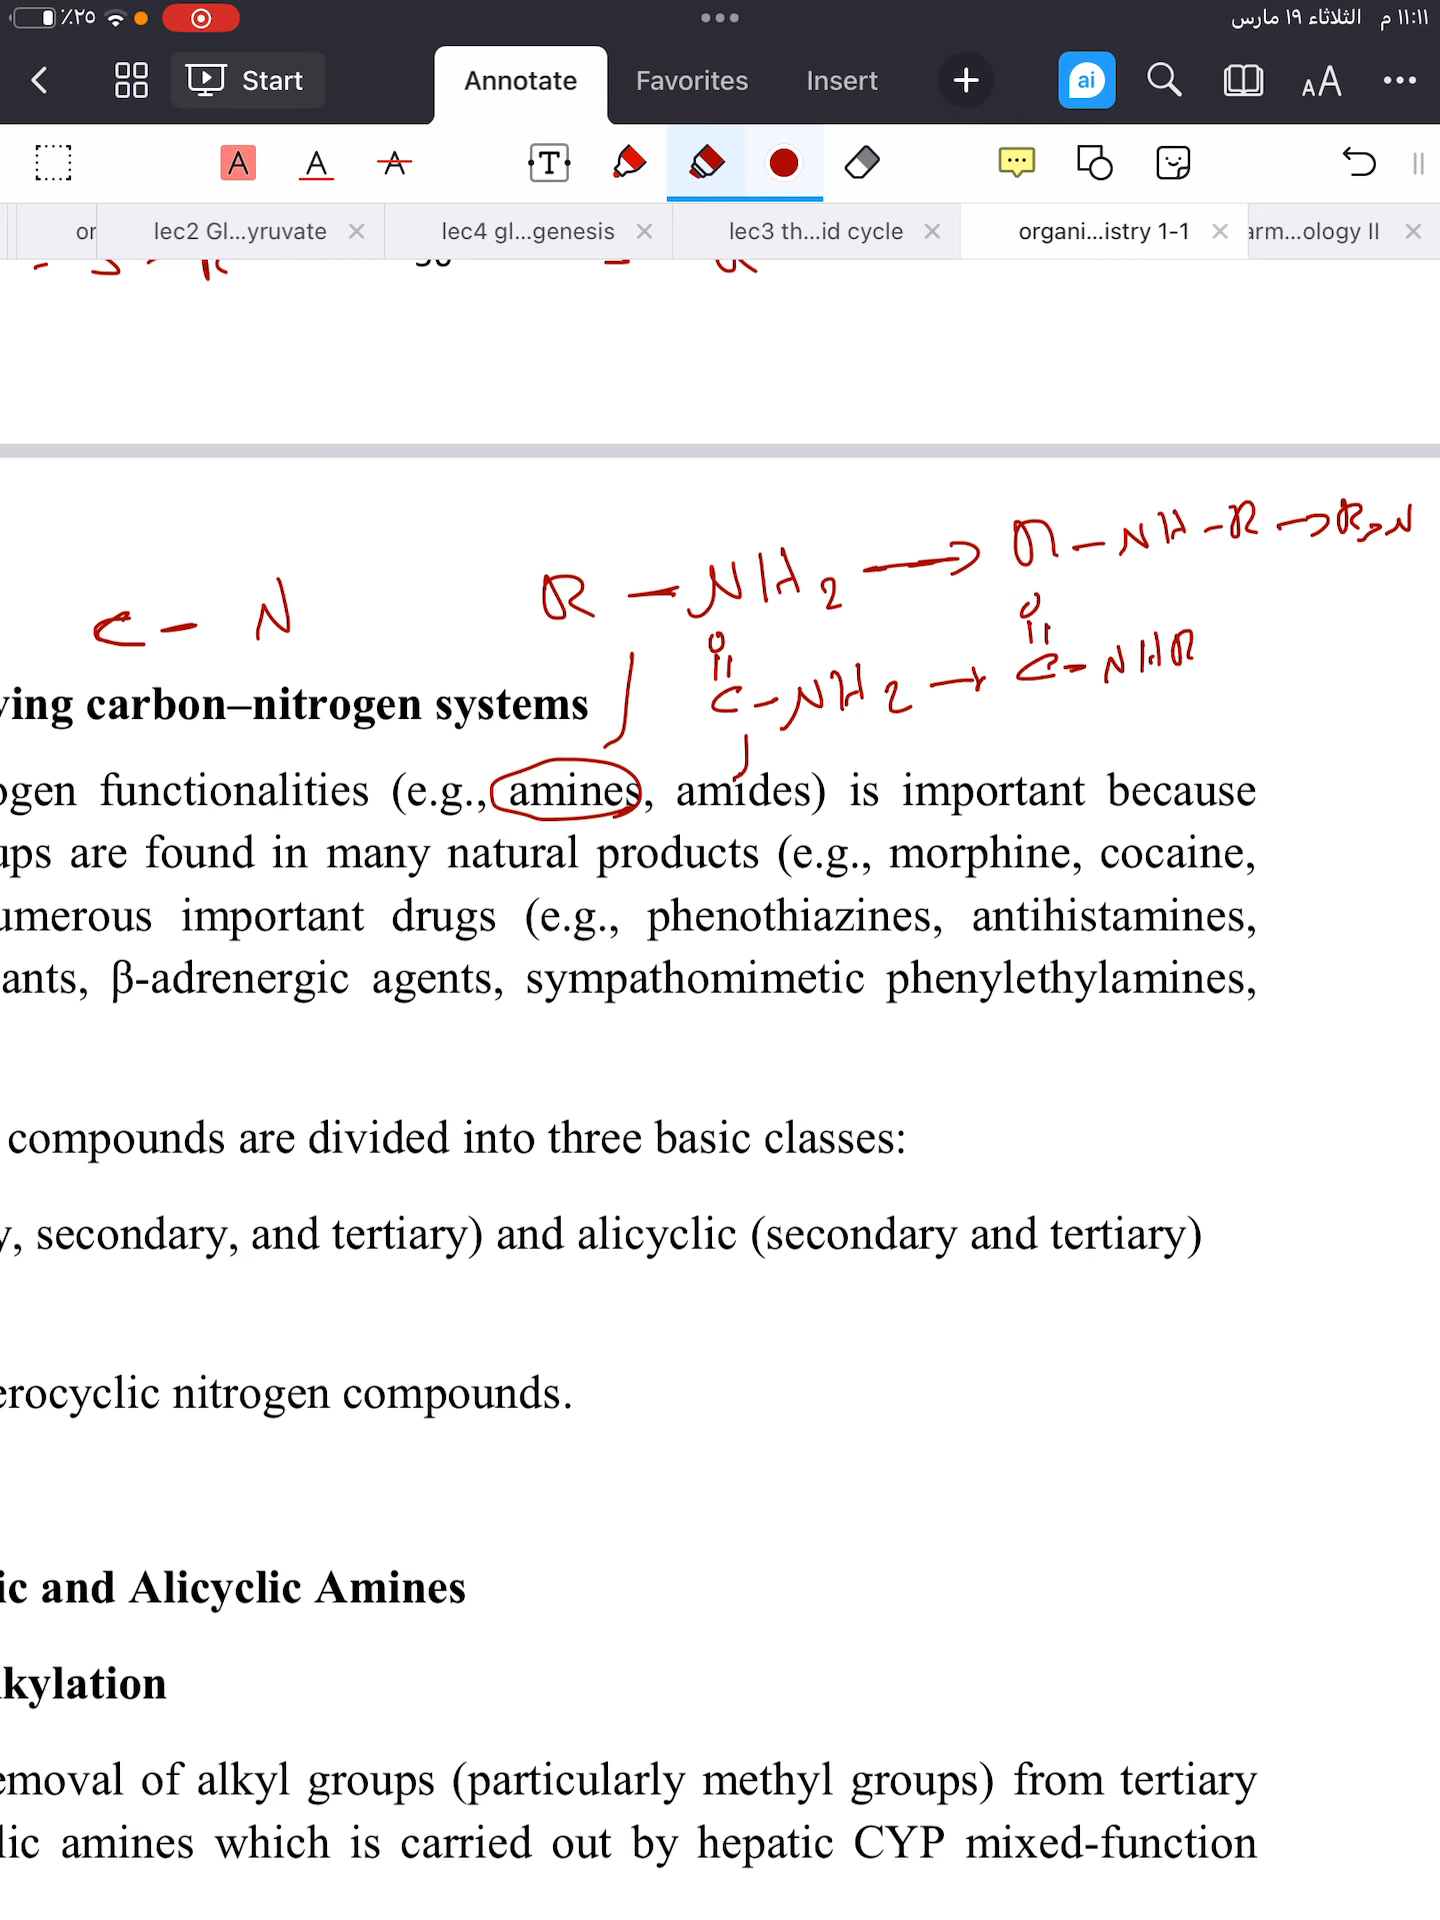 ٪٢٥ الثلاثاء ١٩ مارس ١١:١١ م
Start Annotate Favorites Insert + ai AA
A A A T
or lec2 Gl...yruvate × lec4 gl...genesis × lec3 th...id cycle × organi...istry 1-1 × arm...ology II ×
R – NH2 → R – NH – R → R3N
C – N
O O
C – NH2 → C – NHR
ving carbon–nitrogen systems
ogen functionalities (e.g., amines, amides) is important because
ups are found in many natural products (e.g., morphine, cocaine,
umerous important drugs (e.g., phenothiazines, antihistamines,
ants, β-adrenergic agents, sympathomimetic phenylethylamines,
compounds are divided into three basic classes:
y, secondary, and tertiary) and alicyclic (secondary and tertiary)
erocyclic nitrogen compounds.
ic and Alicyclic Amines
lkylation
emoval of alkyl groups (particularly methyl groups) from tertiary
lic amines which is carried out by hepatic CYP mixed-function